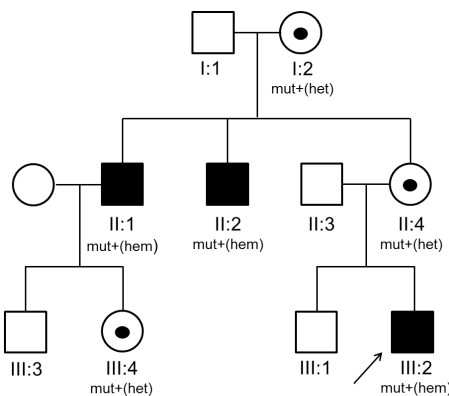 I:1
I:2
mut+(het)
II:1
mut+(hem)
II:2
mut+(hem)
II:3
II:4
mut+(het)
III:3
III:4
mut+(het)
III:1
III:2
mut+(hem)